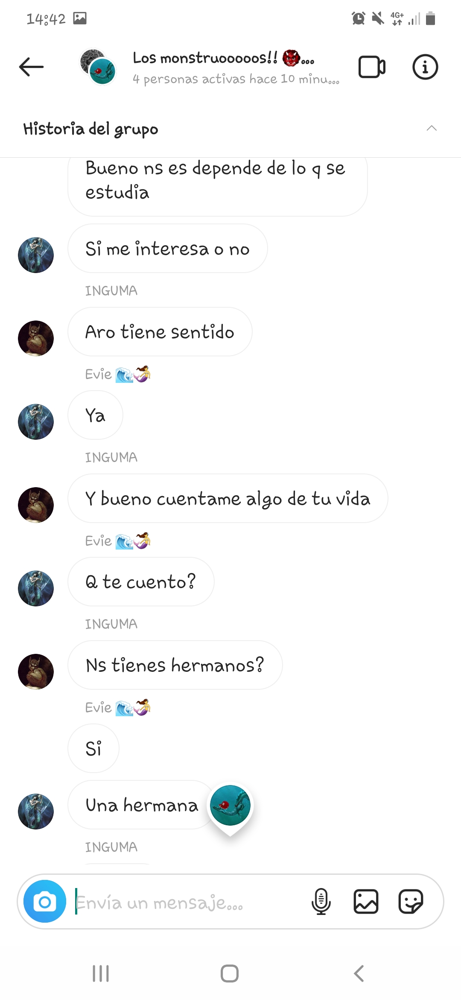 14:42
4G+
Los monstruooooos!! 👹...
4 personas activas hace 10 minu...
Historia del grupo
Bueno ns es depende de lo q se
estudia
Si me interesa o no
INGUMA
Aro tiene sentido
Evie 🌊🧜‍♀️
Ya
INGUMA
Y bueno cuentame algo de tu vida
Evie 🌊🧜‍♀️
Q te cuento?
INGUMA
Ns tienes hermanos?
Evie 🌊🧜‍♀️
Si
Una hermana
INGUMA
Envía un mensaje...